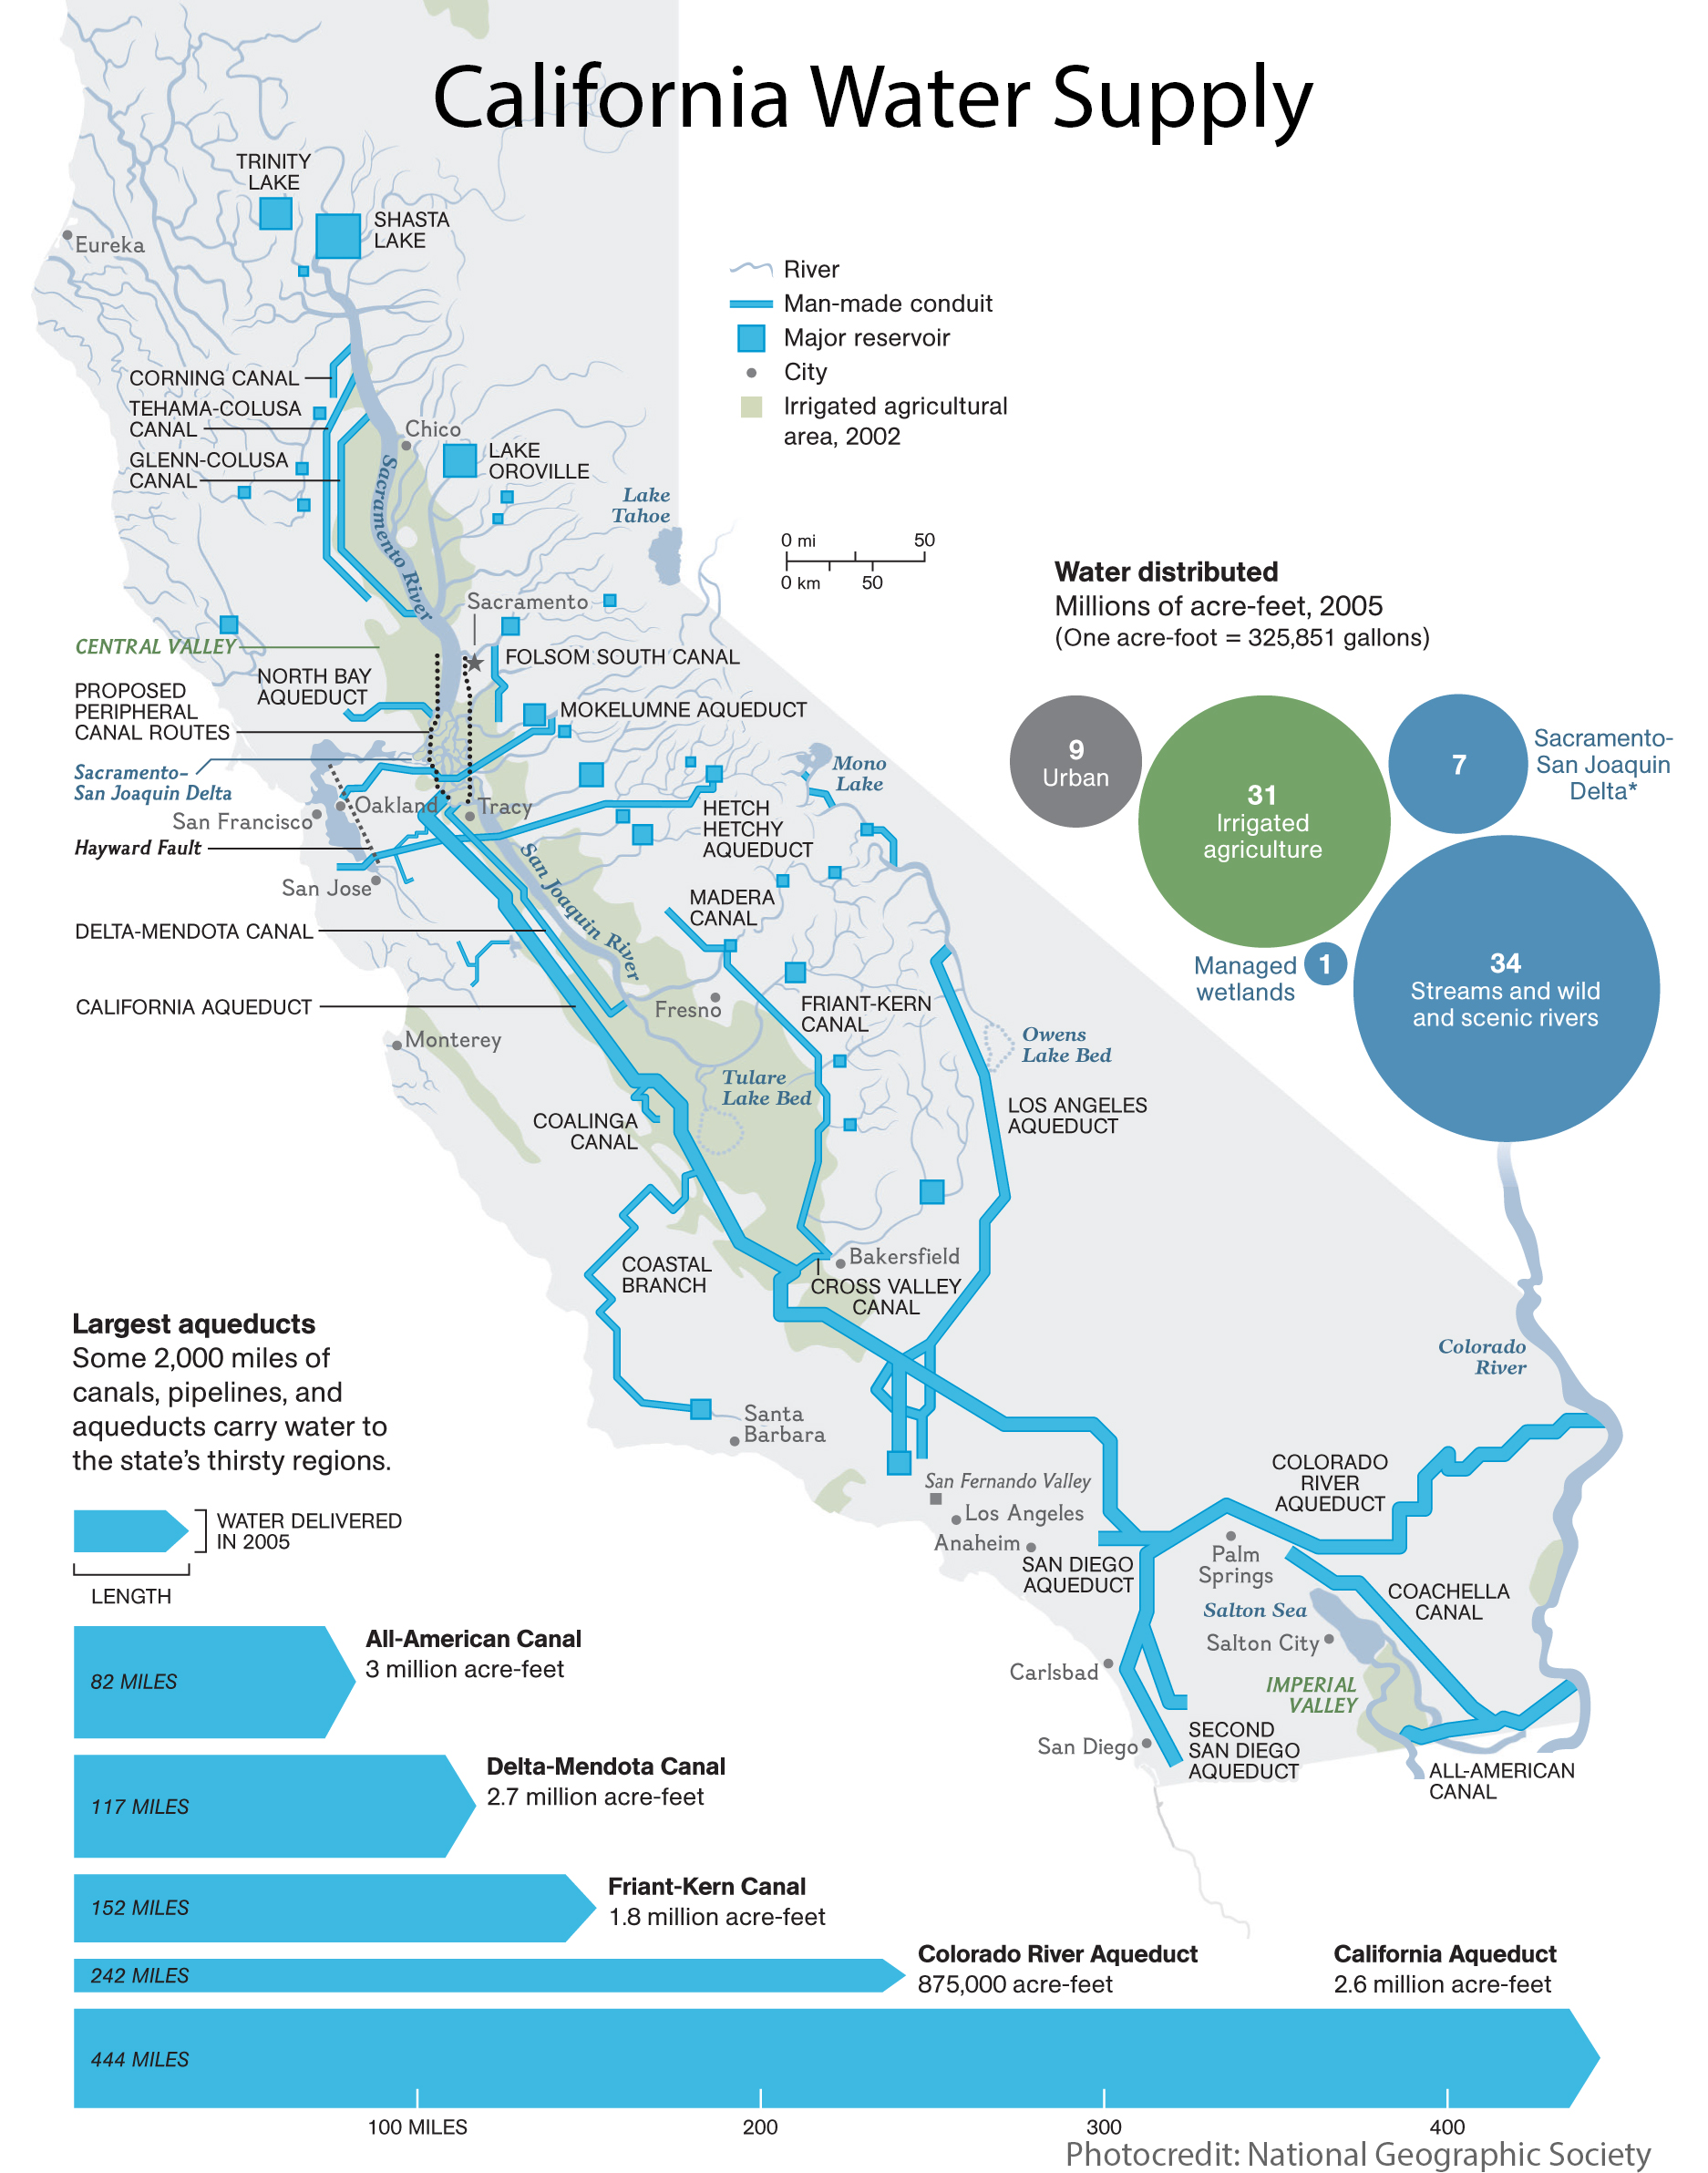 California Water Supply
TRINITY
LAKE
SHASTA
LAKE
Eureka
River
Man-made conduit
Major reservoir
City
Irrigated agricultural
area, 2002
CORNING CANAL
TEHAMA-COLUSA
CANAL
GLENN-COLUSA
CANAL
Chico
LAKE
OROVILLE
Sacramento River
Lake
Tahoe
0 mi 50
0 km 50
Water distributed
Millions of acre-feet, 2005
(One acre-foot = 325,851 gallons)
9
Urban
31
Irrigated
agriculture
7
Sacramento-
San Joaquin
Delta*
Managed
wetlands
1
34
Streams and wild
and scenic rivers
Sacramento
CENTRAL VALLEY
FOLSOM SOUTH CANAL
NORTH BAY
AQUEDUCT
PROPOSED
PERIPHERAL
CANAL ROUTES
MOKELUMNE AQUEDUCT
Sacramento–
San Joaquin Delta
Mono
Lake
Oakland
Tracy
San Francisco
HETCH
HETCHY
AQUEDUCT
Hayward Fault
San Jose
San Joaquin River
MADERA
CANAL
DELTA-MENDOTA CANAL
CALIFORNIA AQUEDUCT
Fresno
FRIANT-KERN
CANAL
Monterey
Owens
Lake Bed
Tulare
Lake Bed
LOS ANGELES
AQUEDUCT
COALINGA
CANAL
COASTAL
BRANCH
Bakersfield
CROSS VALLEY
CANAL
Colorado
River
Santa
Barbara
San Fernando Valley
Los Angeles
Anaheim
COLORADO
RIVER
AQUEDUCT
SAN DIEGO
AQUEDUCT
Palm
Springs
COACHELLA
CANAL
Salton Sea
Salton City
Carlsbad
IMPERIAL
VALLEY
San Diego
SECOND
SAN DIEGO
AQUEDUCT
ALL-AMERICAN
CANAL
Largest aqueducts
Some 2,000 miles of
canals, pipelines, and
aqueducts carry water to
the state's thirsty regions.
WATER DELIVERED
IN 2005
LENGTH
82 MILES
All-American Canal
3 million acre-feet
117 MILES
Delta-Mendota Canal
2.7 million acre-feet
152 MILES
Friant-Kern Canal
1.8 million acre-feet
242 MILES
Colorado River Aqueduct
875,000 acre-feet
California Aqueduct
2.6 million acre-feet
444 MILES
100 MILES 200 300 400
Photocredit: National Geographic Society